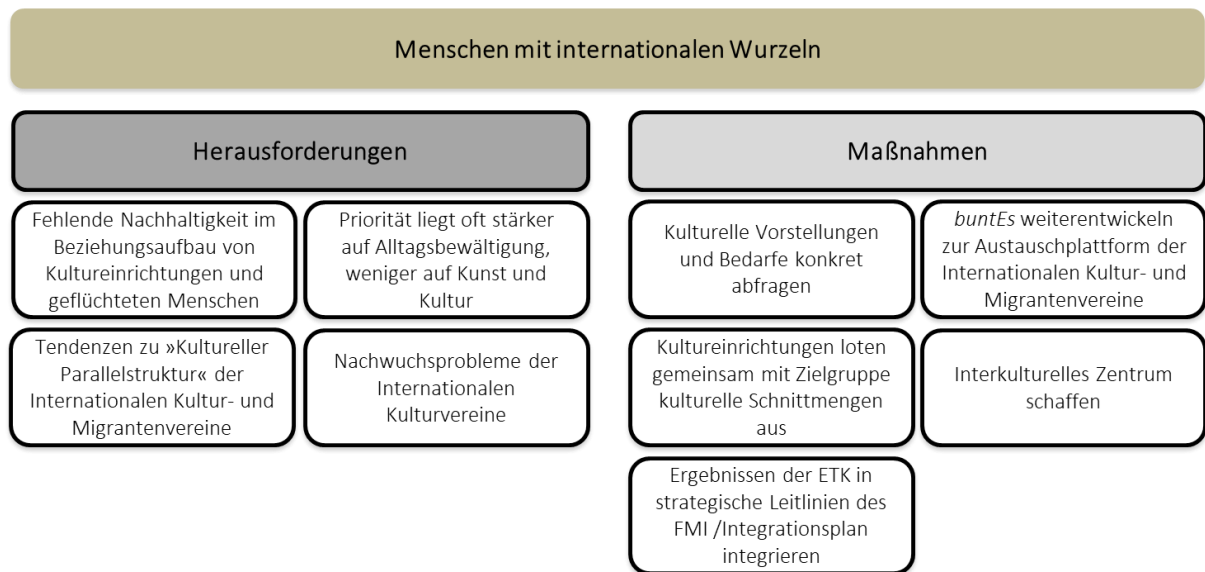 Menschen mit internationalen Wurzeln
Herausforderungen
Fehlende Nachhaltigkeit im
Beziehungsaufbau von
Kultureinrichtungen und
geflüchteten Menschen
Priorität liegt oft stärker
auf Alltagsbewältigung,
weniger auf Kunst und
Kultur
Tendenzen zu »Kultureller
Parallelstruktur« der
Internationalen Kultur- und
Migrantenvereine
Nachwuchsprobleme der
Internationalen
Kulturvereine
Maßnahmen
Kulturelle Vorstellungen
und Bedarfe konkret
abfragen
buntEs weiterentwickeln
zur Austauschplattform der
Internationalen Kultur- und
Migrantenvereine
Kultureinrichtungen loten
gemeinsam mit Zielgruppe
kulturelle Schnittmengen
aus
Interkulturelles Zentrum
schaffen
Ergebnissen der ETK in
strategische Leitlinien des
FMI /Integrationsplan
integrieren